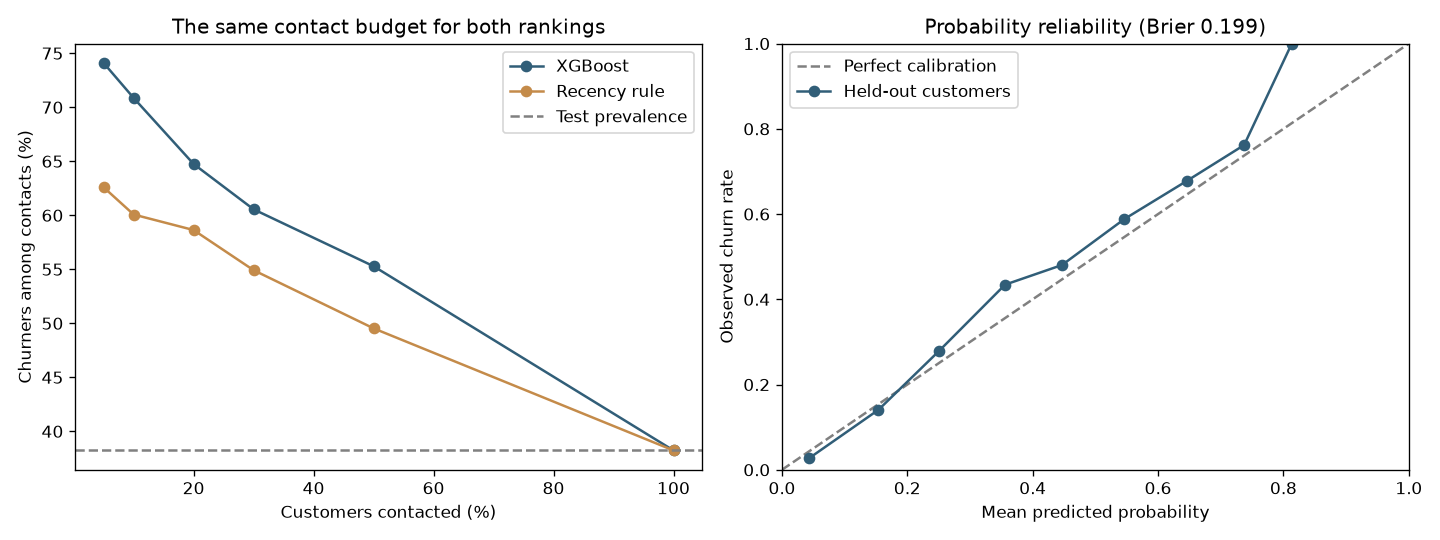 The same contact budget for both rankings
Churners among contacts (%)
75
70
65
60
55
50
45
40
XGBoost
Recency rule
Test prevalence
20
40
60
80
100
Customers contacted (%)
Probability reliability (Brier 0.199)
Observed churn rate
1.0
0.8
0.6
0.4
0.2
0.0
Perfect calibration
Held-out customers
0.0
0.2
0.4
0.6
0.8
1.0
Mean predicted probability